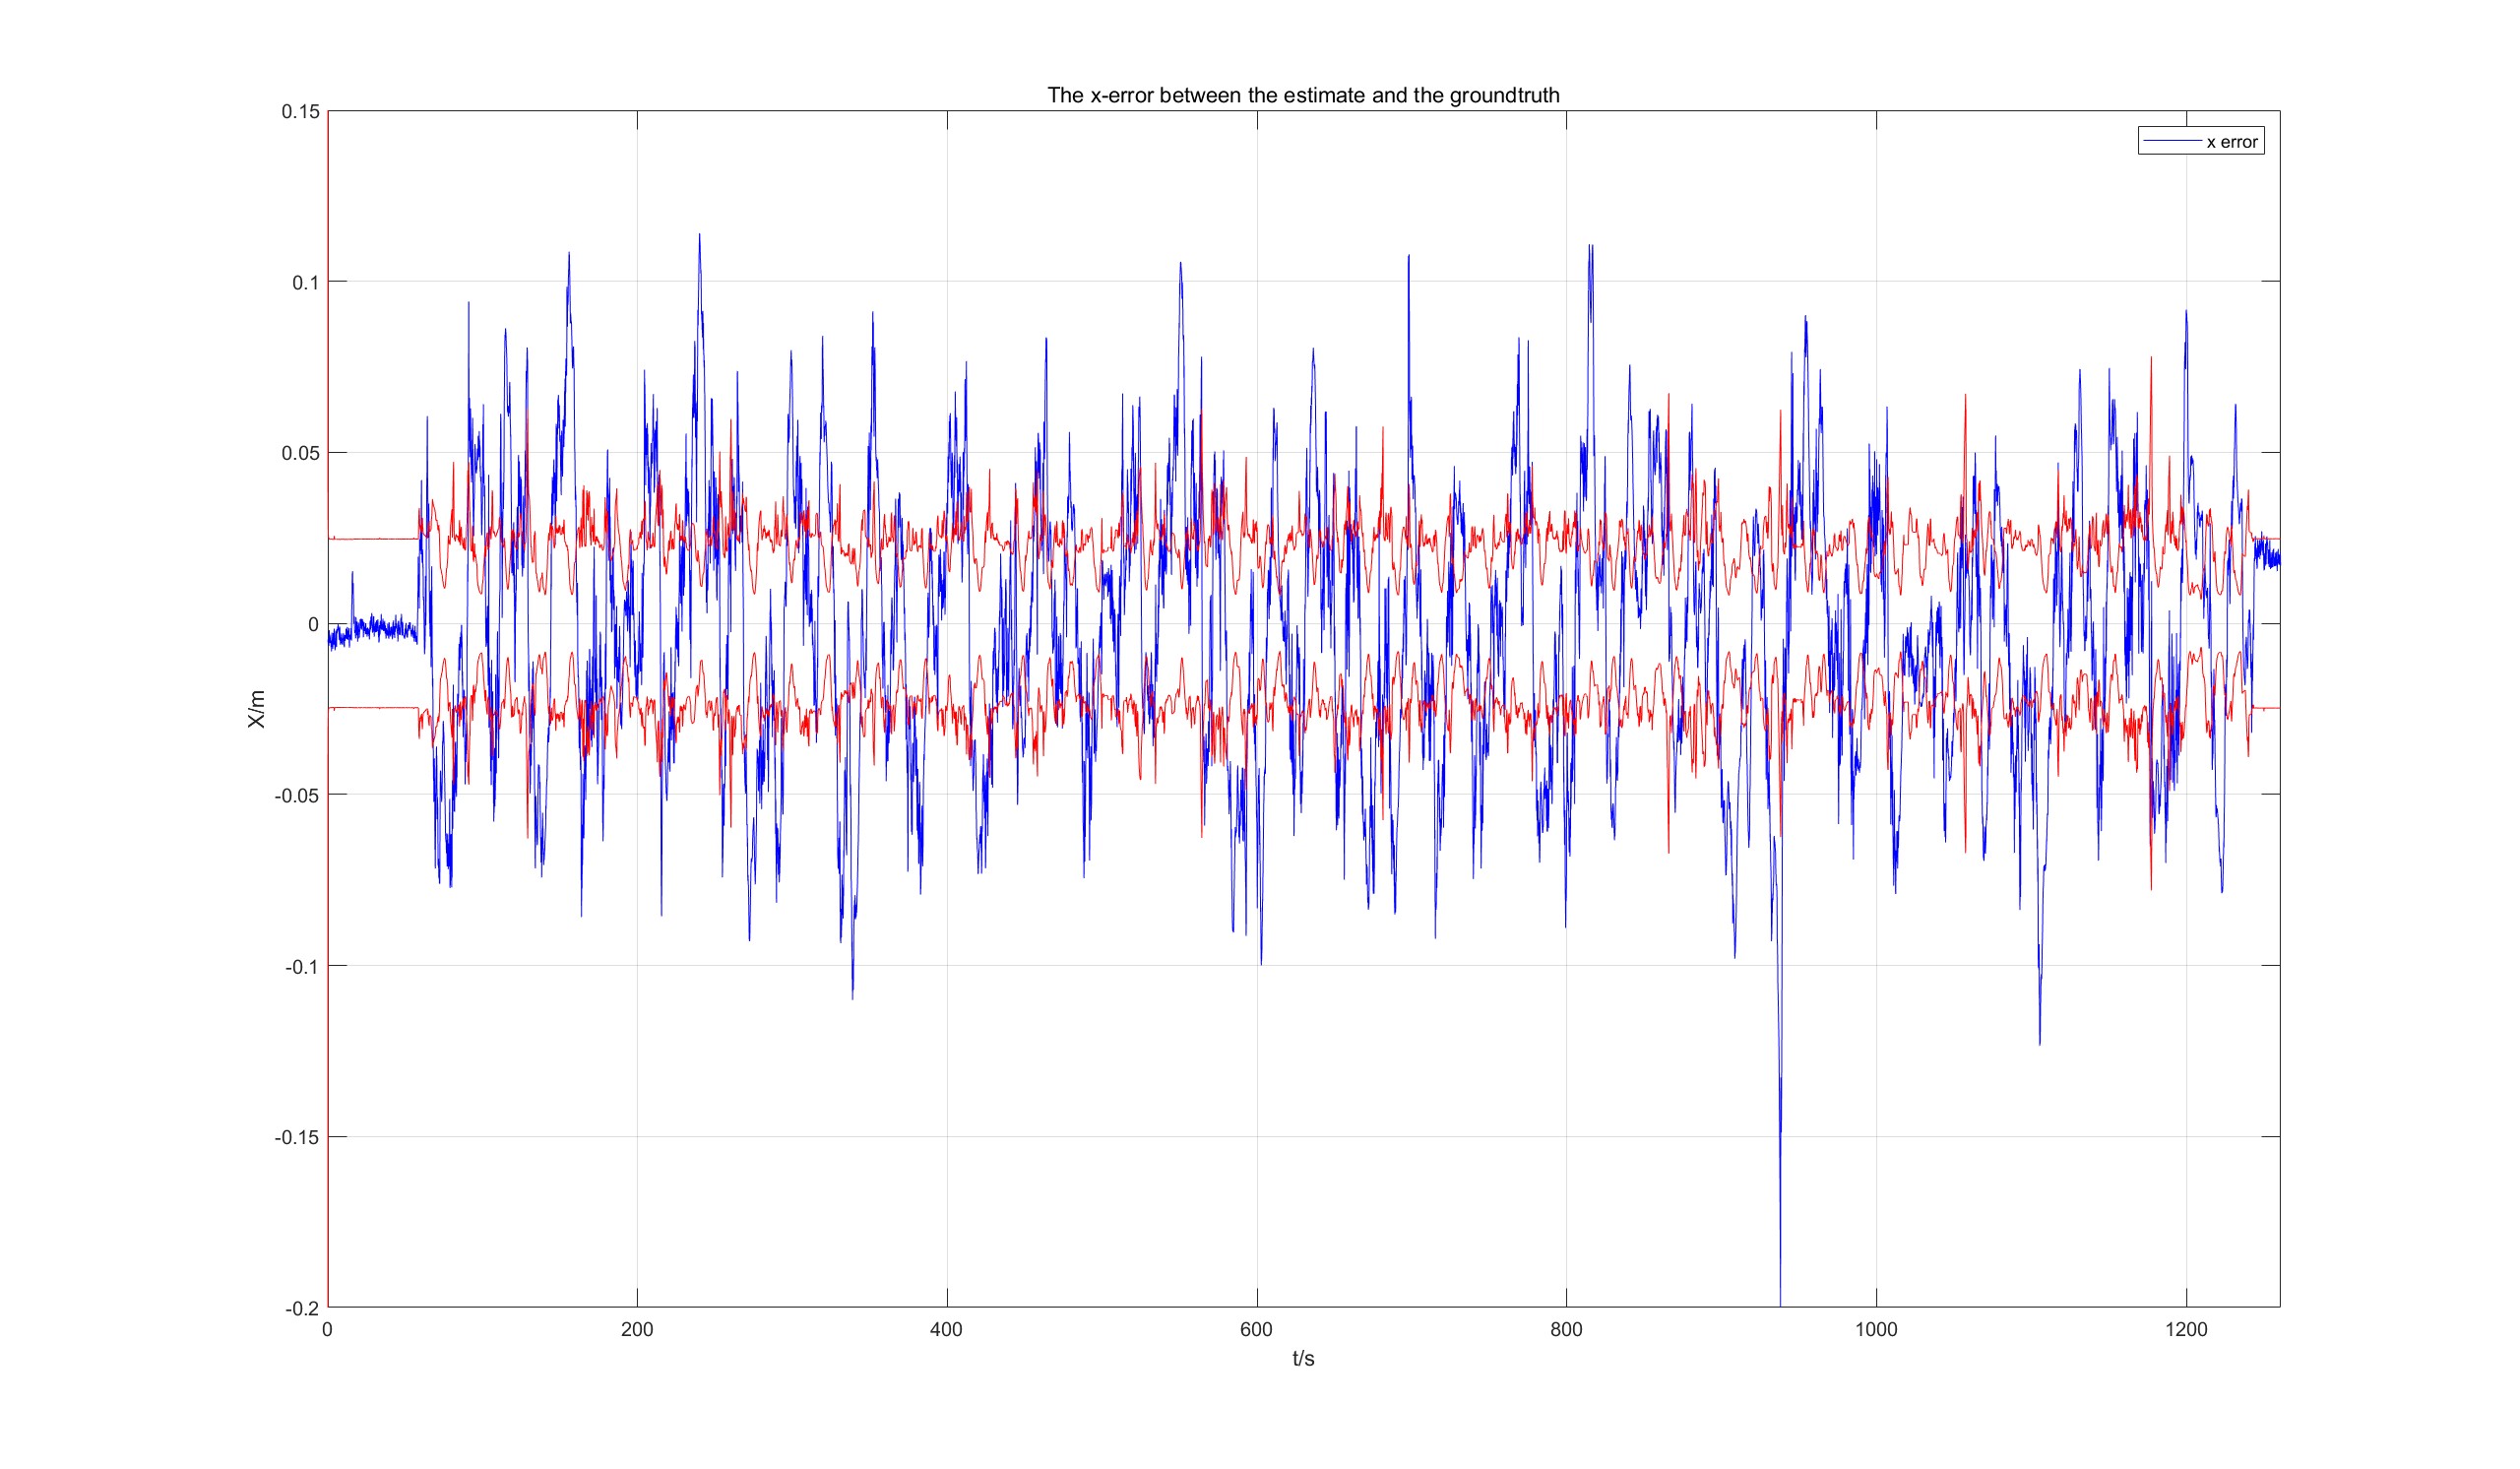 The x-error between the estimate and the groundtruth
x error
0.15
0.1
0.05
0
-0.05
-0.1
-0.15
-0.2
X/m
0 200 400 600 800 1000 1200
t/s